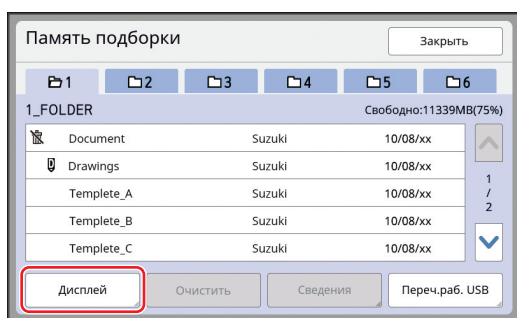 Память подборки Закрыть
1 2 3 4 5 6
1_FOLDER Свободно:11339MB(75%)
Document Suzuki 10/08/xx
Drawings Suzuki 10/08/xx
Templete_A Suzuki 10/08/xx
Templete_B Suzuki 10/08/xx
Templete_C Suzuki 10/08/xx
1
/
2
Дисплей Очистить Сведения Переч.раб. USB